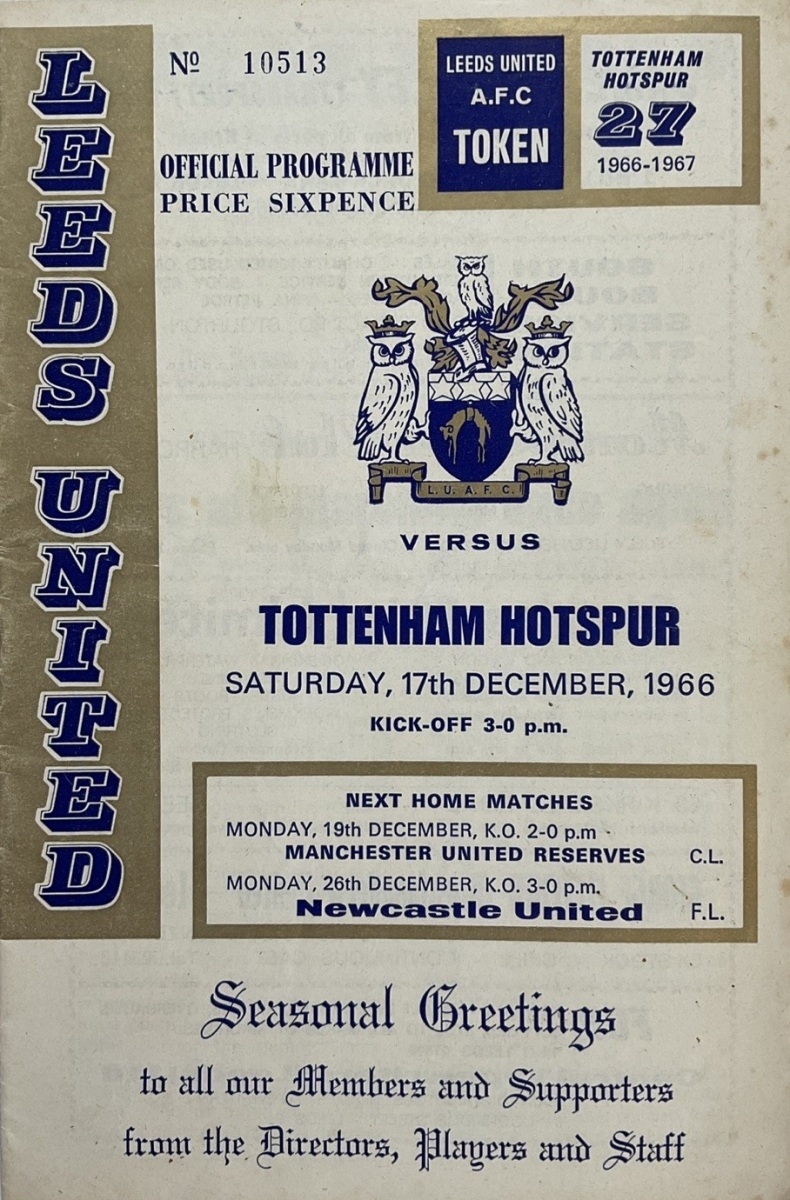 LEEDS UNITED
Nº 10513
OFFICIAL PROGRAMME
PRICE SIXPENCE
LEEDS UNITED
A.F.C
TOKEN
TOTTENHAM
HOTSPUR
27
1966-1967
L. U. A. F. C.
VERSUS
TOTTENHAM HOTSPUR
SATURDAY, 17th DECEMBER, 1966
KICK-OFF 3-0 p.m.
NEXT HOME MATCHES
MONDAY, 19th DECEMBER, K.O. 2-0 p.m
MANCHESTER UNITED RESERVES C.L.
MONDAY, 26th DECEMBER, K.O. 3-0 p.m.
Newcastle United F.L.
Seasonal Greetings
to all our Members and Supporters
from the Directors, Players and Staff